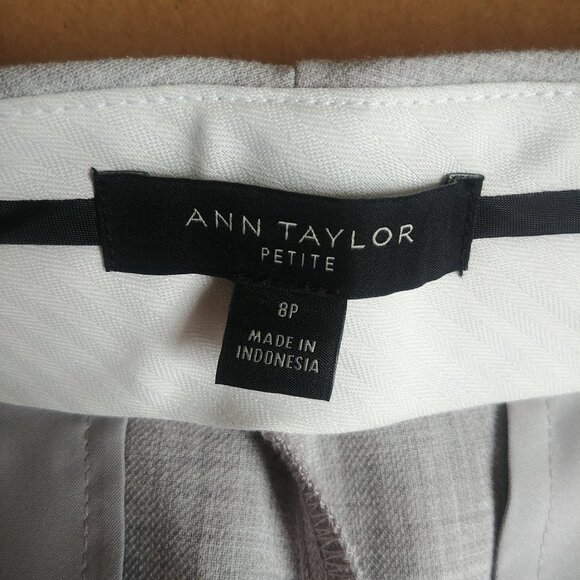 ANN TAYLOR
PETITE
8P
MADE IN
INDONESIA